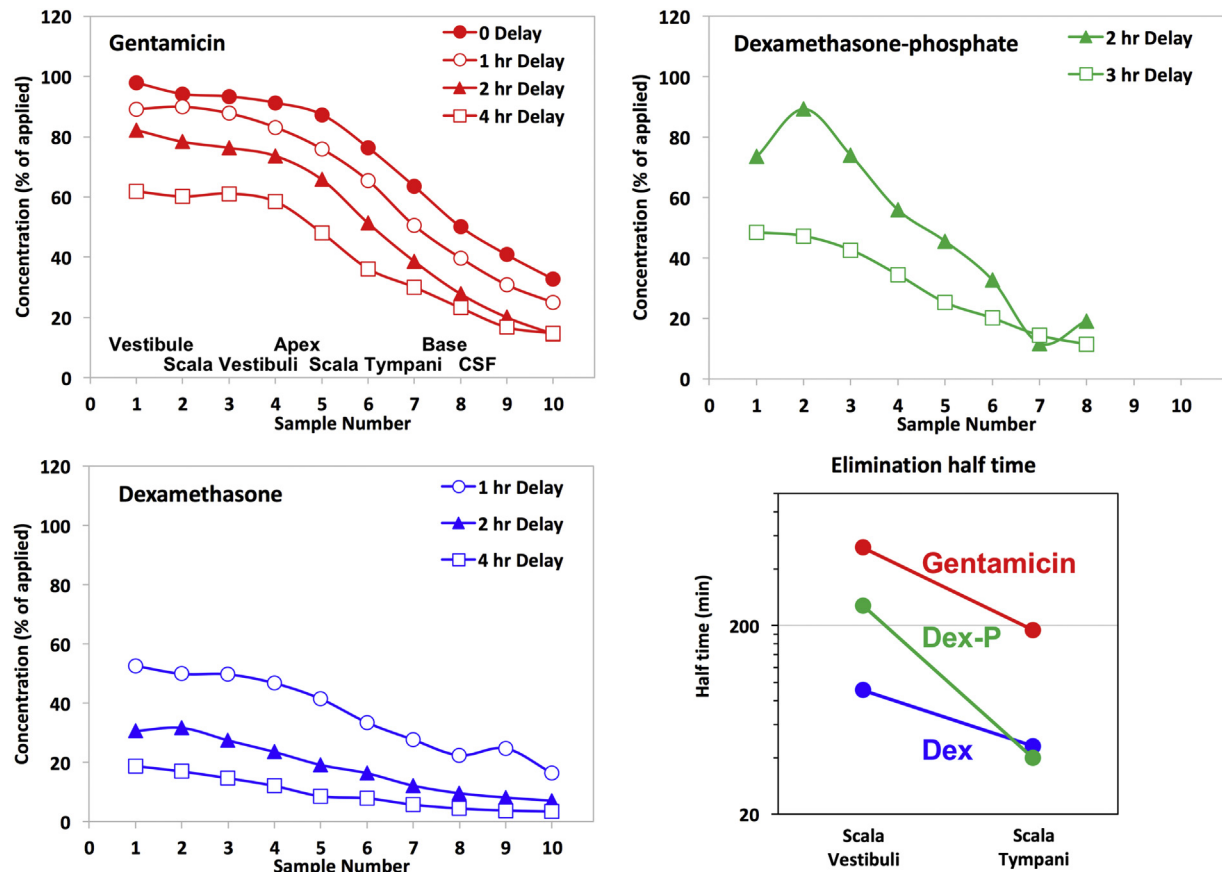 Gentamicin
0 Delay
1 hr Delay
2 hr Delay
4 hr Delay
Concentration (% of applied)
120
100
80
60
40
20
0
Vestibule Apex Base
Scala Vestibuli Scala Tympani CSF
0 1 2 3 4 5 6 7 8 9 10
Sample Number
Dexamethasone-phosphate
2 hr Delay
3 hr Delay
Concentration (% of applied)
120
100
80
60
40
20
0
0 1 2 3 4 5 6 7 8 9 10
Sample Number
Dexamethasone
1 hr Delay
2 hr Delay
4 hr Delay
Concentration (% of applied)
120
100
80
60
40
20
0
0 1 2 3 4 5 6 7 8 9 10
Sample Number
Elimination half time
Half time (min)
200
20
Gentamicin
Dex-P
Dex
Scala Scala
Vestibuli Tympani